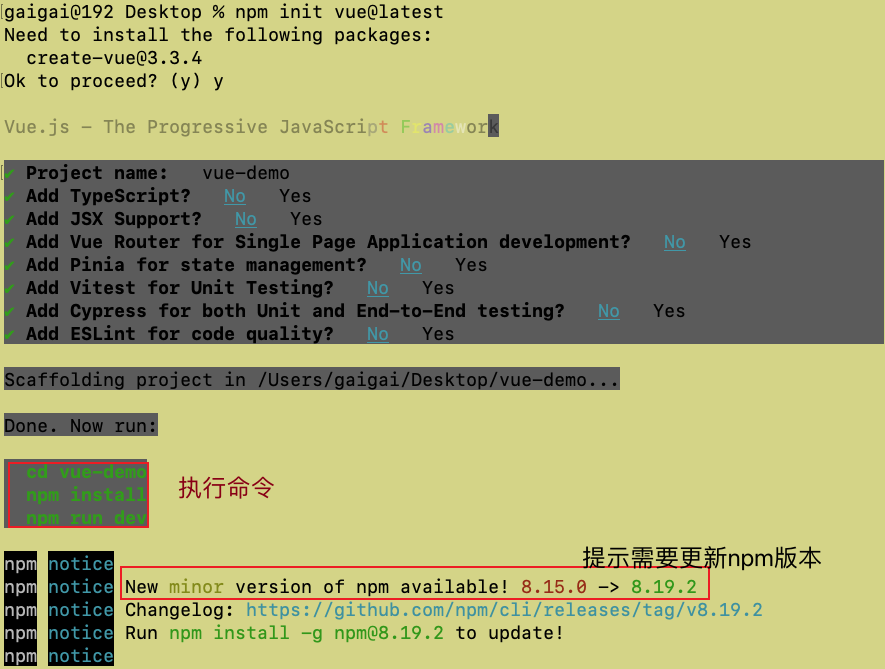 gaigai@192 Desktop % npm init vue@latest
Need to install the following packages:
  create-vue@3.3.4
Ok to proceed? (y) y
Vue.js - The Progressive JavaScript Framework
✔ Project name:   vue-demo
✔ Add TypeScript?   No   Yes
✔ Add JSX Support?   No   Yes
✔ Add Vue Router for Single Page Application development?   No   Yes
✔ Add Pinia for state management?   No   Yes
✔ Add Vitest for Unit Testing?   No   Yes
✔ Add Cypress for both Unit and End-to-End testing?   No   Yes
✔ Add ESLint for code quality?   No   Yes
Scaffolding project in /Users/gaigai/Desktop/vue-demo...
Done. Now run:
  cd vue-demo
  npm install
  npm run dev
执行命令
提示需要更新npm版本
npm notice
npm notice New minor version of npm available! 8.15.0 -> 8.19.2
npm notice Changelog: https://github.com/npm/cli/releases/tag/v8.19.2
npm notice Run npm install -g npm@8.19.2 to update!
npm notice